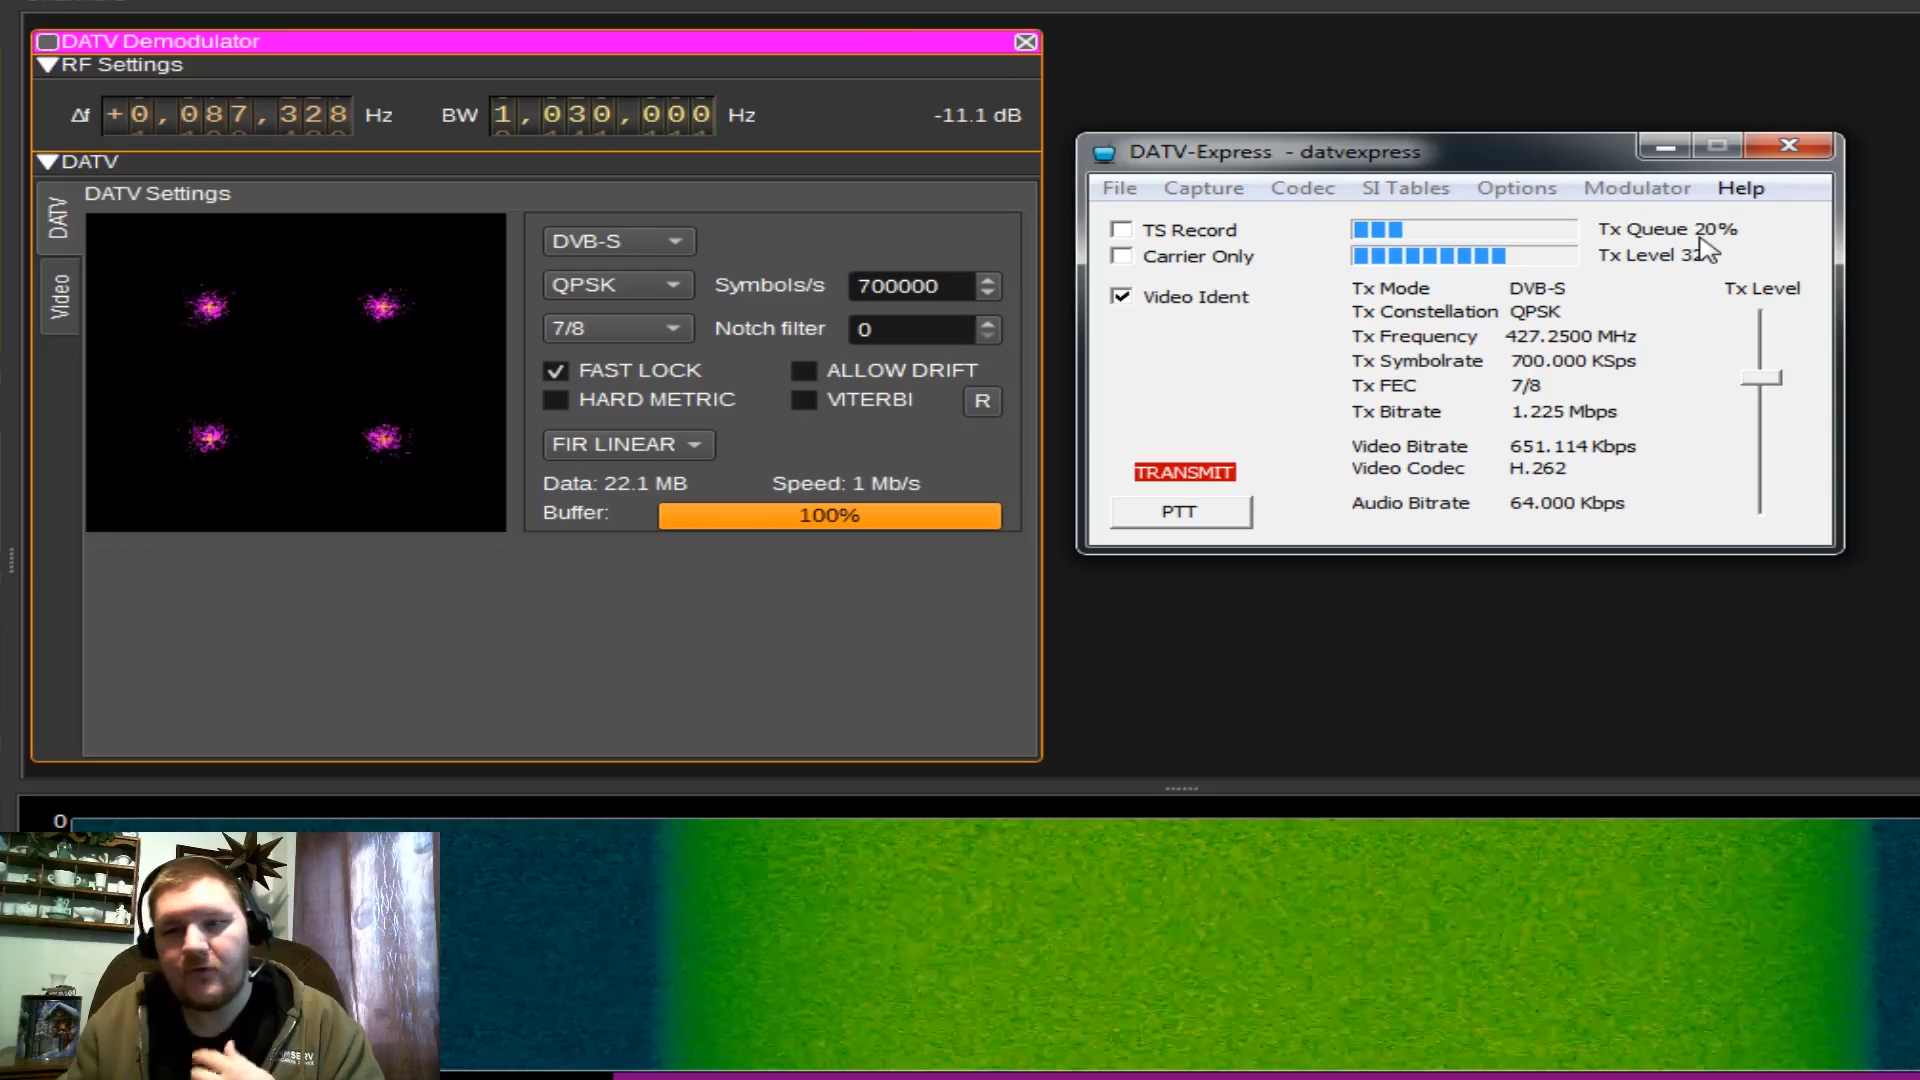 DATV Demodulator
RF Settings
Δf +0,087,328 Hz BW 1,030,000 Hz -11.1 dB
DATV
DATV
Video
DATV Settings
DVB-S
QPSK Symbols/s 700000
7/8 Notch filter 0
FAST LOCK ALLOW DRIFT
HARD METRIC VITERBI R
FIR LINEAR
Data: 22.1 MB Speed: 1 Mb/s
Buffer: 100%
DATV-Express - datvexpress
File Capture Codec SI Tables Options Modulator Help
TS Record Tx Queue 20%
Carrier Only Tx Level
Video Ident
Tx Mode DVB-S Tx Level
Tx Constellation QPSK
Tx Frequency 427.2500 MHz
Tx Symbolrate 700.000 KSps
Tx FEC 7/8
Tx Bitrate 1.225 Mbps
Video Bitrate 651.114 Kbps
Video Codec H.262
Audio Bitrate 64.000 Kbps
TRANSMIT
PTT
0